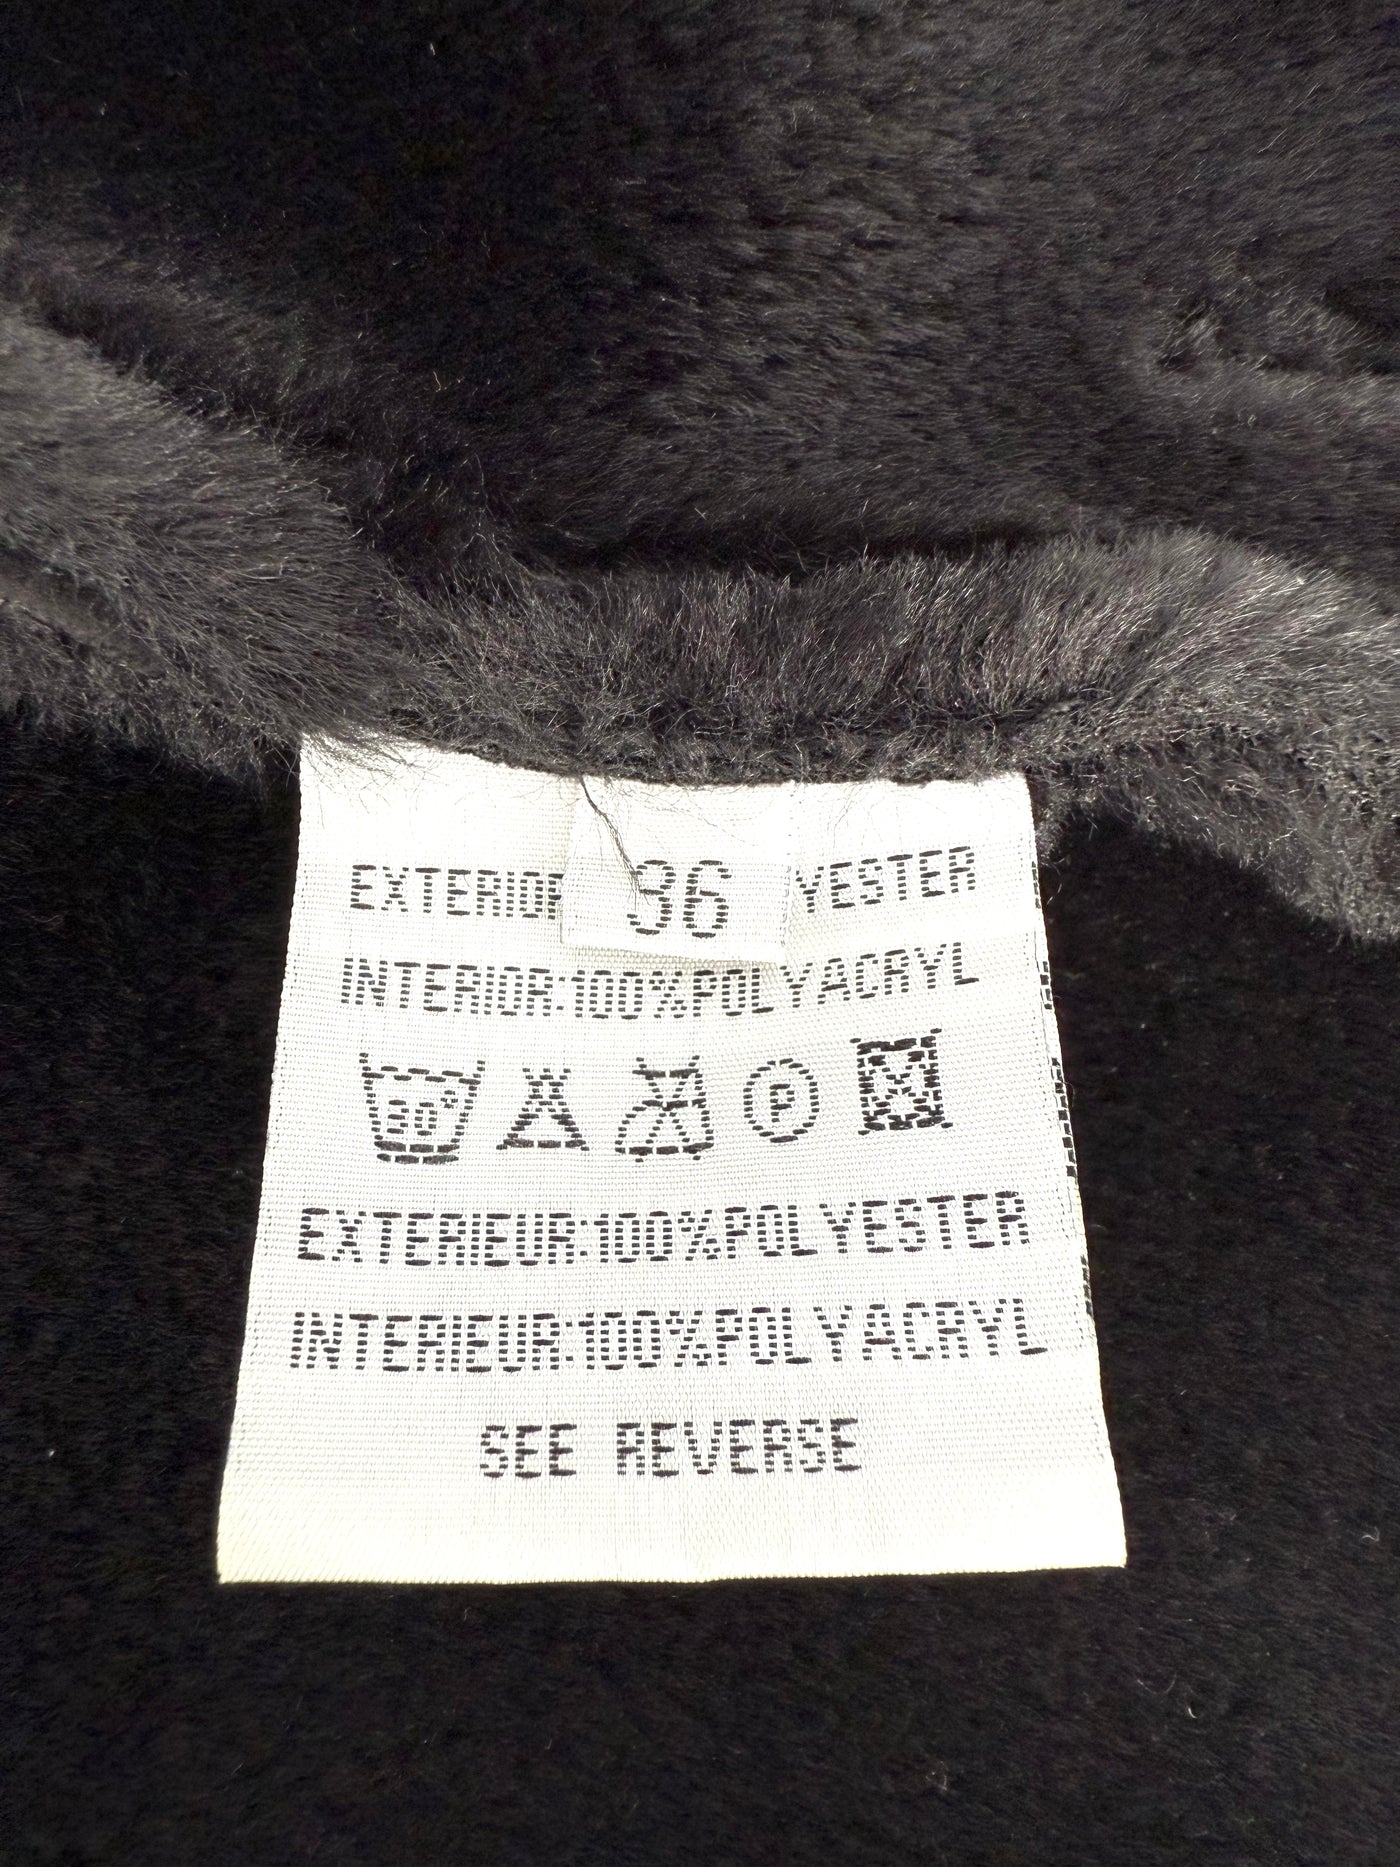 36
EXTERIOR YESTER
INTERIOR:100%POLYACRYL
30°
P
EXTERIEUR:100%POLYESTER
INTERIEUR:100%POLYACRYL
SEE REVERSE